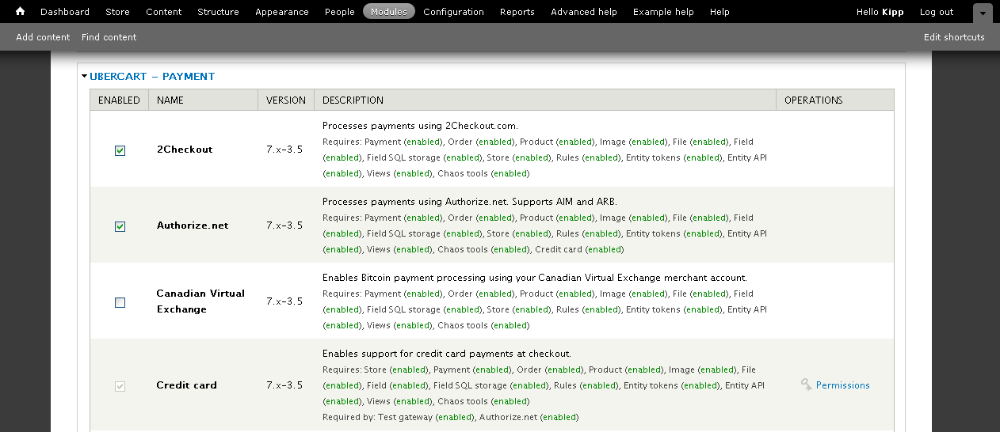 Dashboard Store Content Structure Appearance People Modules Configuration Reports Advanced help Example help Help Hello Kipp Log out
Add content Find content Edit shortcuts
UBERCART – PAYMENT
ENABLED NAME VERSION DESCRIPTION OPERATIONS
2Checkout 7.x-3.5
Processes payments using 2Checkout.com.
Requires: Payment (enabled), Order (enabled), Product (enabled), Image (enabled), File (enabled), Field
(enabled), Field SQL storage (enabled), Store (enabled), Rules (enabled), Entity tokens (enabled), Entity API
(enabled), Views (enabled), Chaos tools (enabled)
Authorize.net 7.x-3.5
Processes payments using Authorize.net. Supports AIM and ARB.
Requires: Payment (enabled), Order (enabled), Product (enabled), Image (enabled), File (enabled), Field
(enabled), Field SQL storage (enabled), Store (enabled), Rules (enabled), Entity tokens (enabled), Entity API
(enabled), Views (enabled), Chaos tools (enabled), Credit card (enabled)
Canadian Virtual
Exchange
7.x-3.5
Enables Bitcoin payment processing using your Canadian Virtual Exchange merchant account.
Requires: Payment (enabled), Order (enabled), Product (enabled), Image (enabled), File (enabled), Field
(enabled), Field SQL storage (enabled), Store (enabled), Rules (enabled), Entity tokens (enabled), Entity API
(enabled), Views (enabled), Chaos tools (enabled)
Credit card 7.x-3.5
Enables support for credit card payments at checkout.
Requires: Store (enabled), Payment (enabled), Order (enabled), Product (enabled), Image (enabled), File
(enabled), Field (enabled), Field SQL storage (enabled), Rules (enabled), Entity tokens (enabled), Entity API
(enabled), Views (enabled), Chaos tools (enabled)
Required by: Test gateway (enabled), Authorize.net (enabled)
Permissions